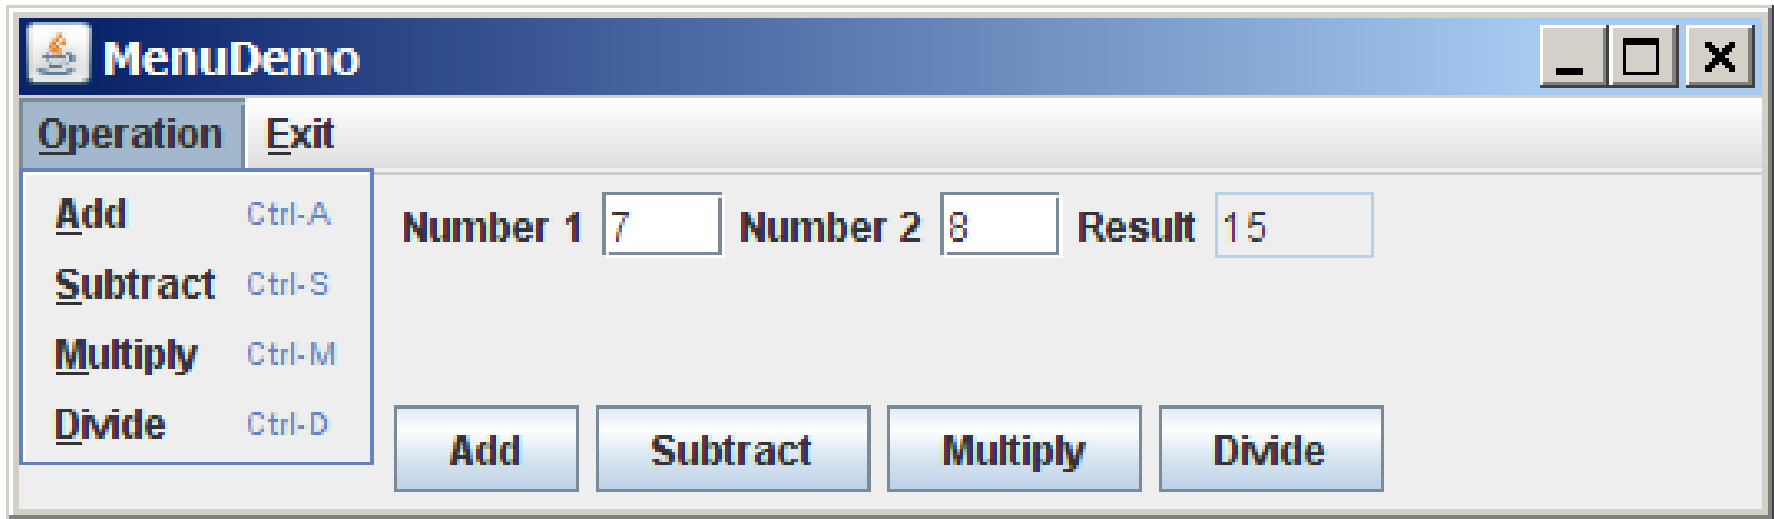 MenuDemo
Operation Exit
Add Ctrl-A
Subtract Ctrl-S
Multiply Ctrl-M
Divide Ctrl-D
Number 1 7 Number 2 8 Result 15
Add Subtract Multiply Divide